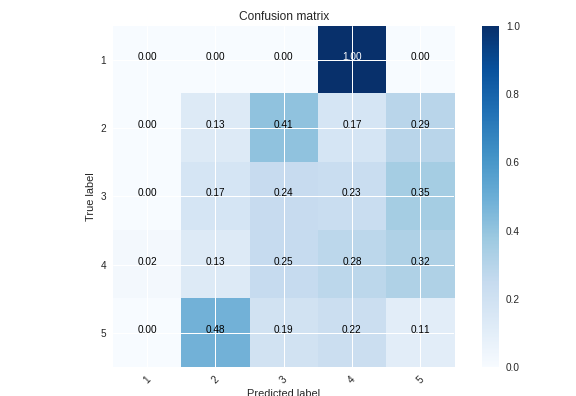 Confusion matrix
1.0
1 0.00 0.00 0.00 1.00 0.00
0.8
2 0.00 0.13 0.41 0.17 0.29
0.6
True label
3 0.00 0.17 0.24 0.23 0.35
0.4
4 0.02 0.13 0.25 0.28 0.32
0.2
5 0.00 0.48 0.19 0.22 0.11
0.0
1 2 3 4 5
Predicted label